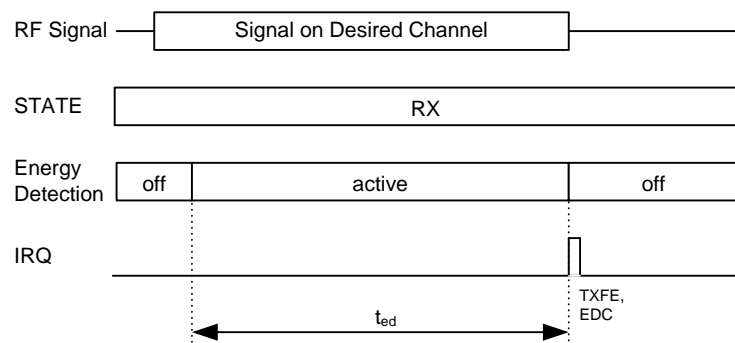 RF Signal
Signal on Desired Channel
STATE
RX
Energy
Detection
off
active
off
IRQ
TXFE,
EDC
ted